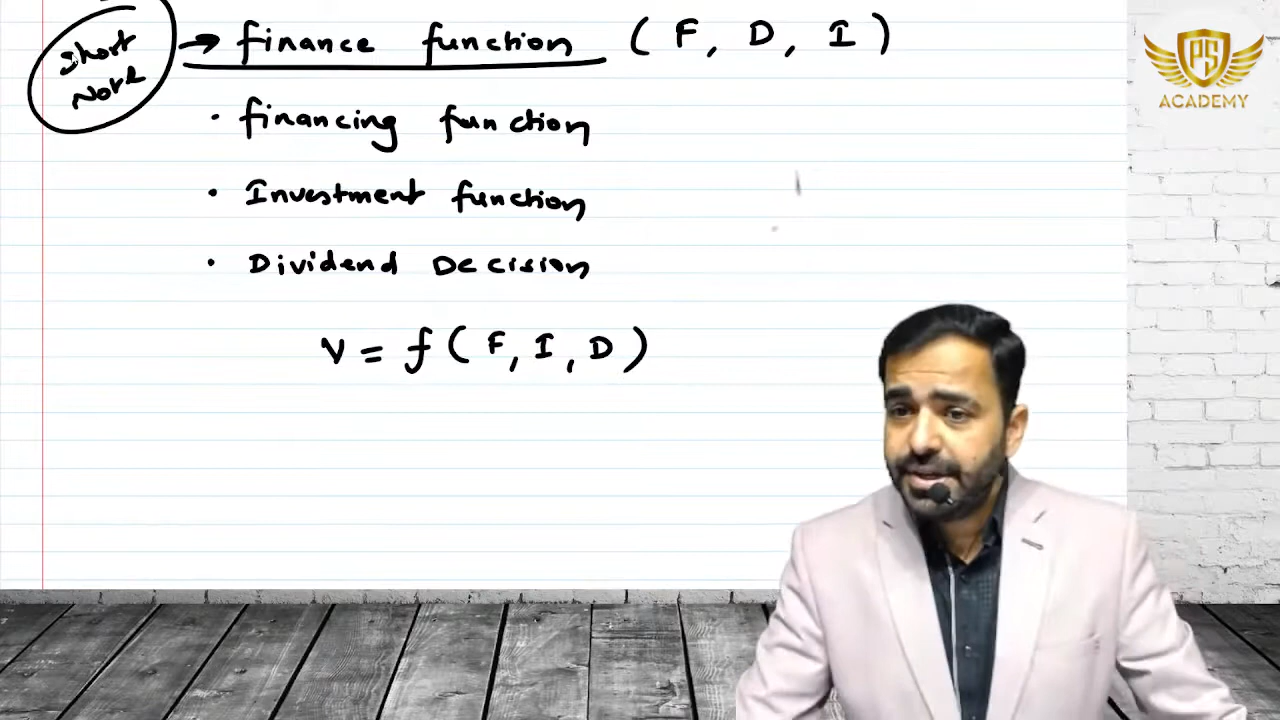 Short
Note
→ finance function ( F, D, I )
• financing function
• Investment function
• Dividend Decision
V = f ( F, I, D )
PS
ACADEMY